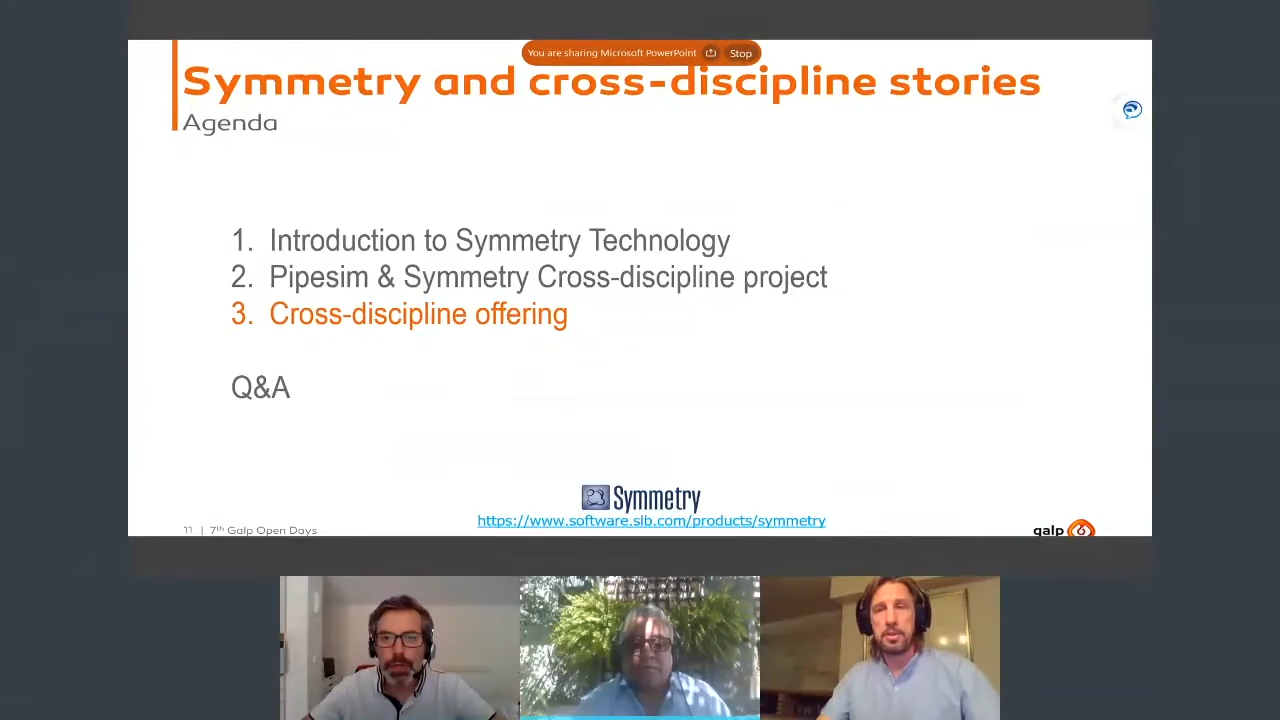 You are sharing Microsoft PowerPoint Stop
Symmetry and cross-discipline stories
Agenda
1. Introduction to Symmetry Technology
2. Pipesim & Symmetry Cross-discipline project
3. Cross-discipline offering
Q&A
Symmetry
https://www.software.slb.com/products/symmetry
11 | 7th Galp Open Days
galp